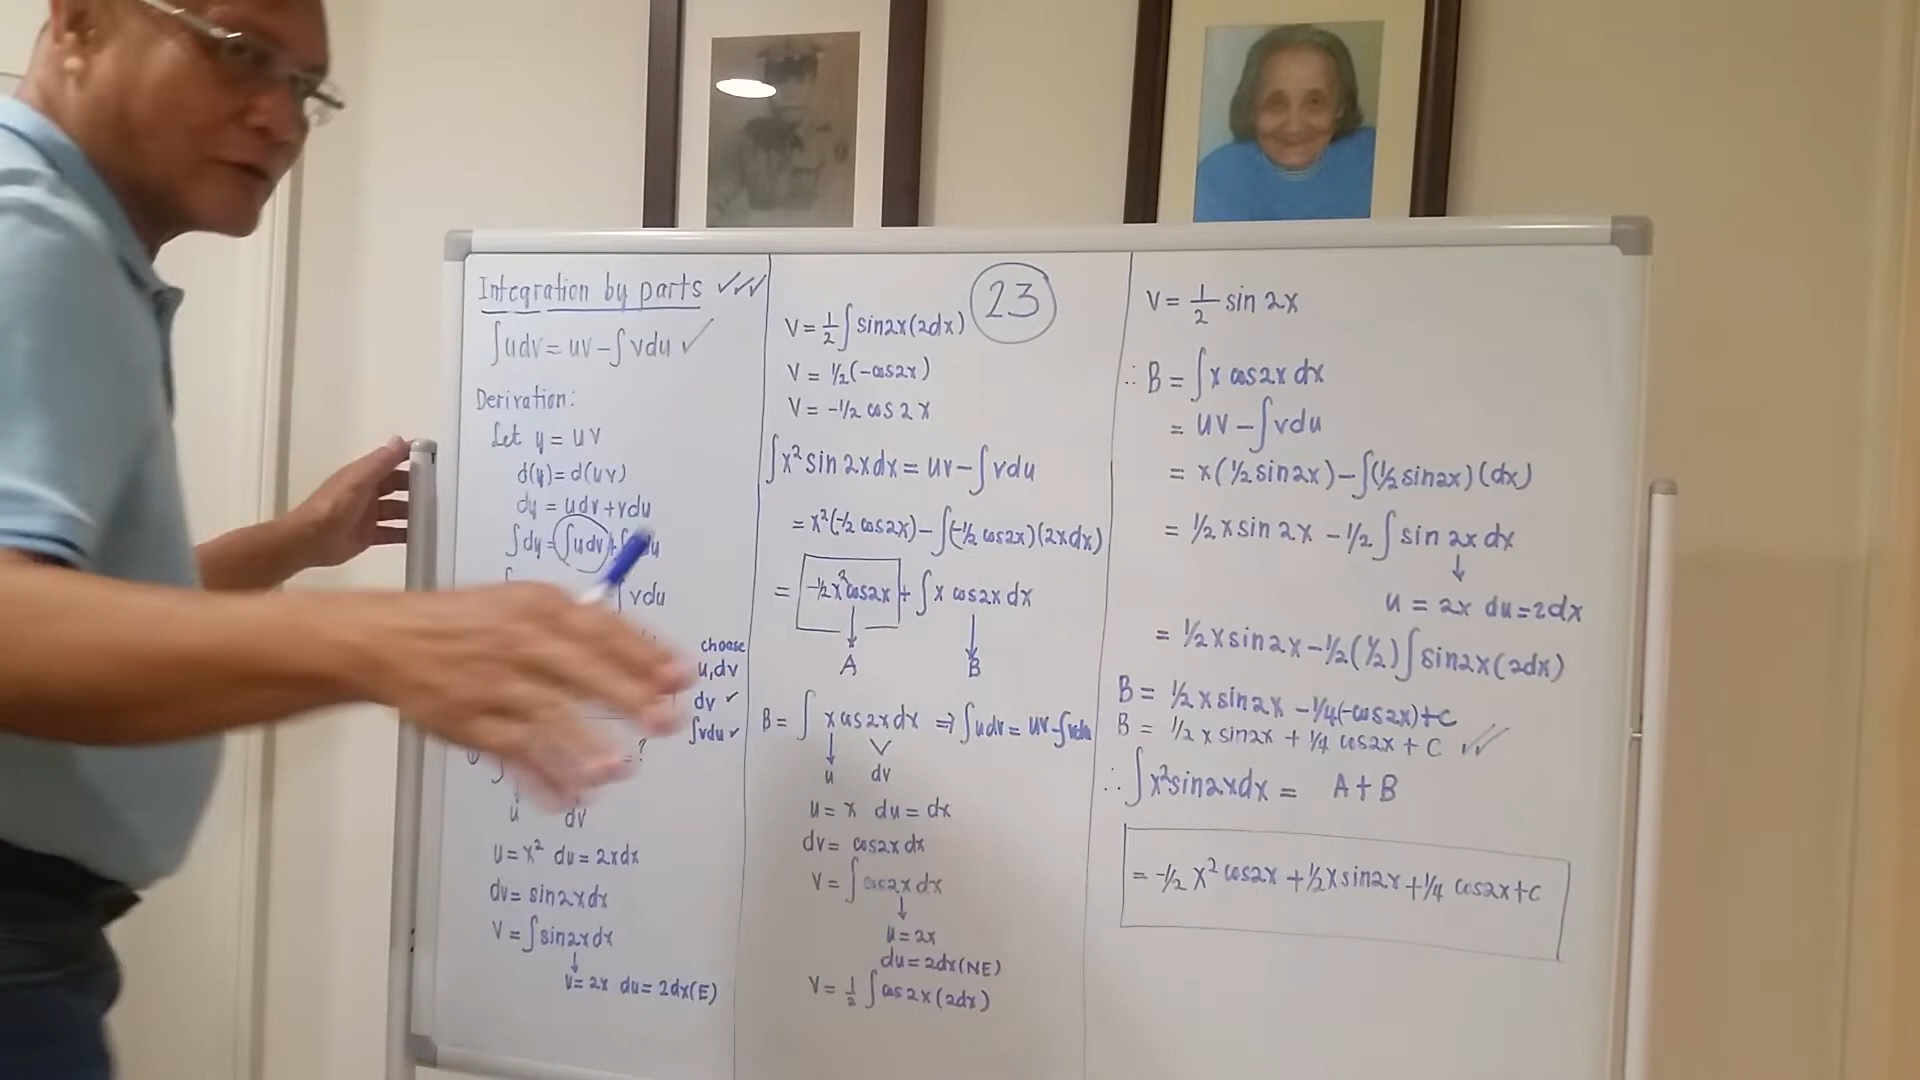 Integration by parts ✓✓✓
∫udv = uv − ∫vdu ✓
Derivation:
Let y = uv
d(y) = d(uv)
dy = udv + vdu
∫dy = ∫udv + ∫
∫vdu
choose
u, dv
dv ✓
∫vdu ✓
= ?
u dv
u = x² du = 2xdx
dv = sin2xdx
v = ∫sin2xdx
↓
u = 2x du = 2dx (E)
23
v = 1/2 ∫sin2x(2dx)
v = 1/2(-cos2x)
v = -1/2 cos 2x
∫x² sin 2x dx = uv − ∫vdu
= x²(-1/2 cos2x) − ∫(-1/2 cos2x)(2xdx)
= -1/2x²cos2x + ∫x cos2x dx
↓ ↓
A B
B = ∫ x cos2x dx ⇒ ∫udv = uv − ∫vdu
↓
u dv
u = x du = dx
dv = cos2x dx
v = ∫cos2x dx
↓
u = 2x
du = 2dx (NE)
v = 1/2 ∫cos2x(2dx)
v = 1/2 sin 2x
∴ B = ∫x cos2x dx
= uv − ∫vdu
= x(1/2 sin2x) − ∫(1/2 sin2x)(dx)
= 1/2 x sin 2x − 1/2 ∫ sin 2x dx
↓
u = 2x du = 2dx
= 1/2 x sin2x − 1/2(1/2) ∫sin2x(2dx)
B = 1/2 x sin2x − 1/4(-cos2x) + c
B = 1/2 x sin2x + 1/4 cos2x + C ✓✓
∴ ∫x²sin2xdx = A + B
= -1/2 x² cos2x + 1/2 x sin2x + 1/4 cos2x + c